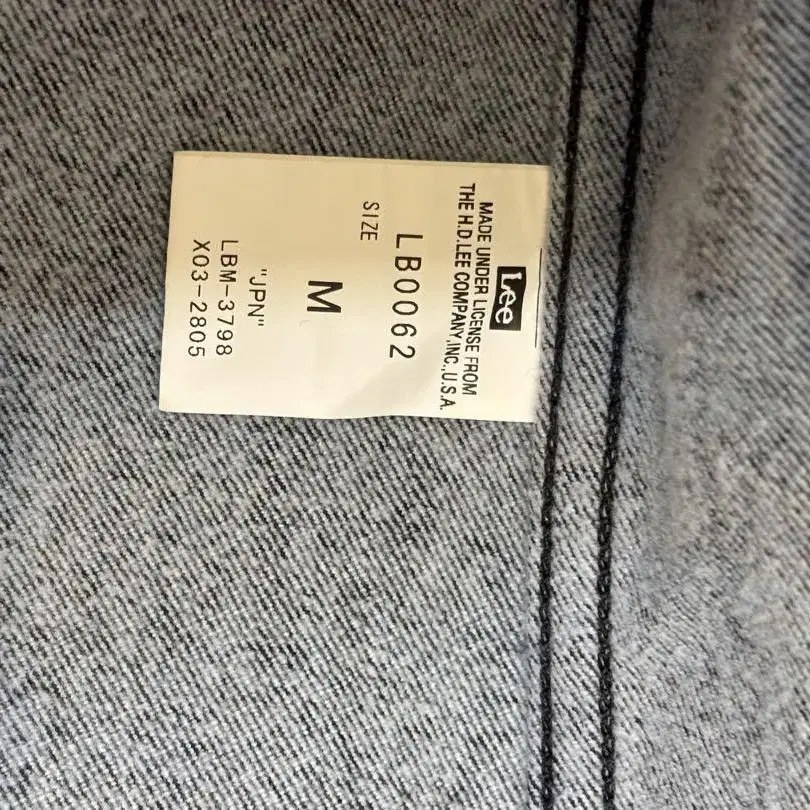 Lee
MADE UNDER LICENSE FROM
THE H.D.LEE COMPANY,INC.,U.S.A.
LB0062
SIZE
M
"JPN"
LBM-3798
X03-2805